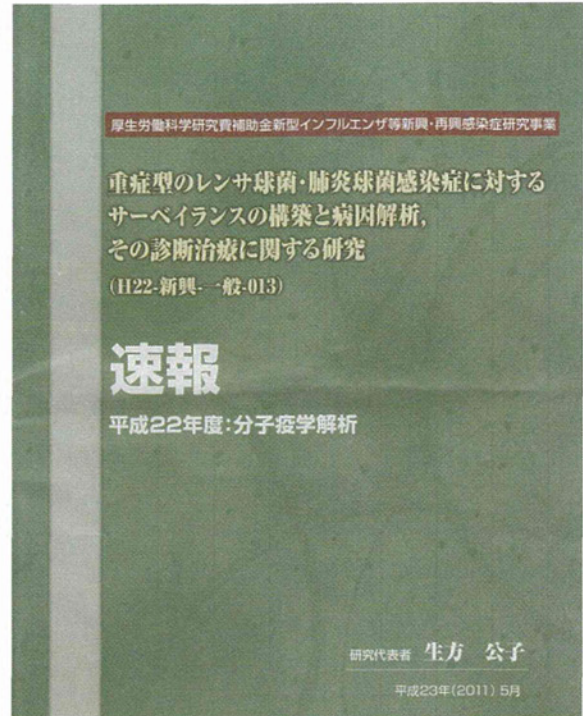 厚生労働科学研究費補助金新型インフルエンザ等新興・再興感染症研究事業
重症型のレンサ球菌・肺炎球菌感染症に対する
サーベイランスの構築と病因解析,
その診断治療に関する研究
(H22-新興-一般-013)
速報
平成22年度:分子疫学解析
研究代表者 生方 公子
平成23年(2011) 5月